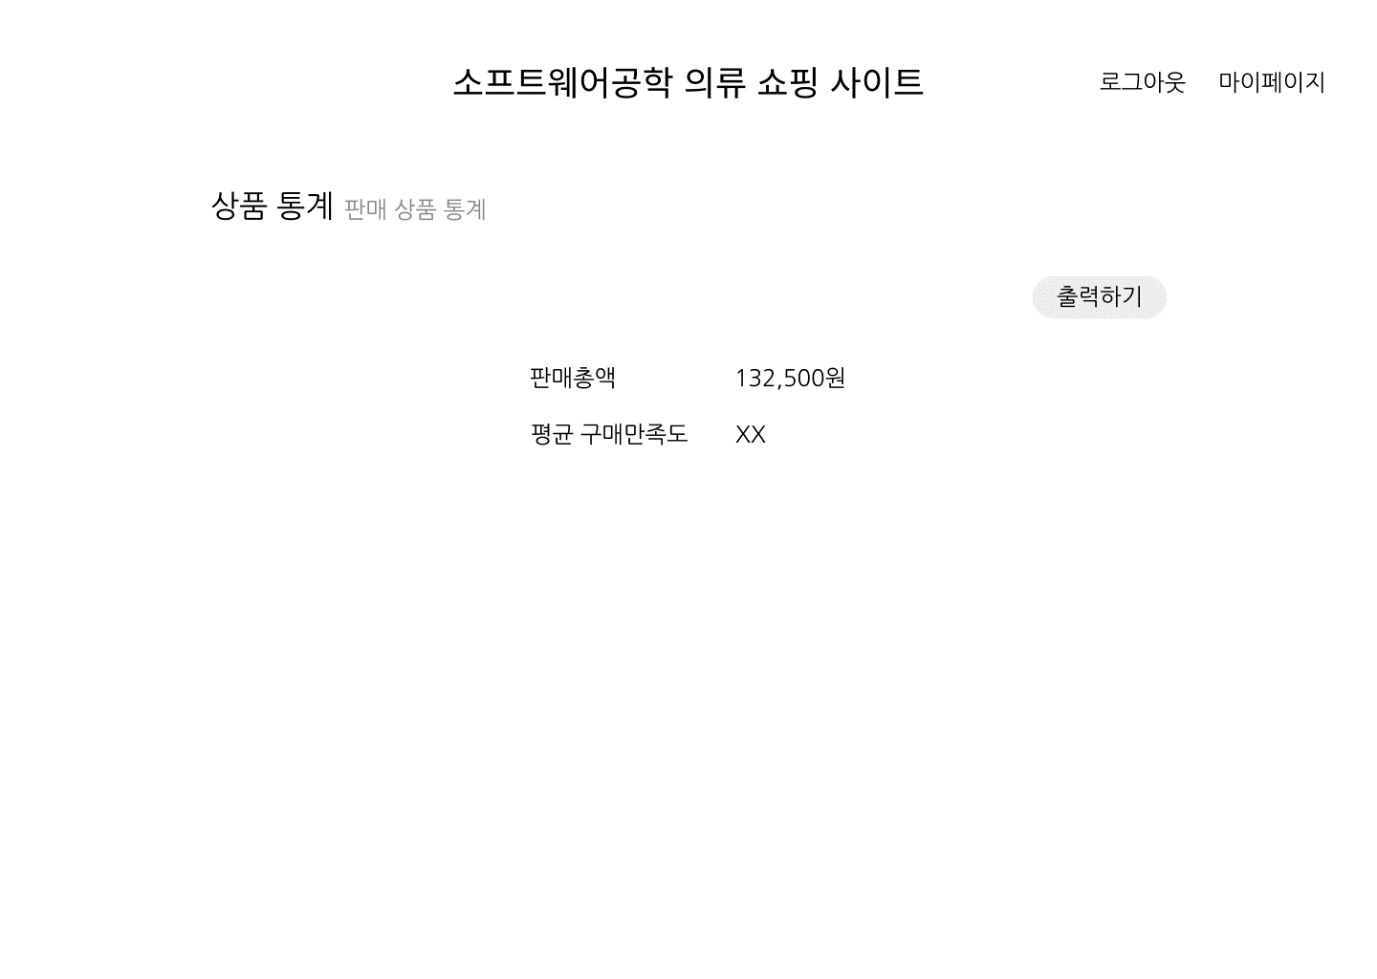 소프트웨어공학 의류 쇼핑 사이트
로그아웃 마이페이지
상품 통계 판매 상품 통계
출력하기
판매총액 132,500원
평균 구매만족도 XX